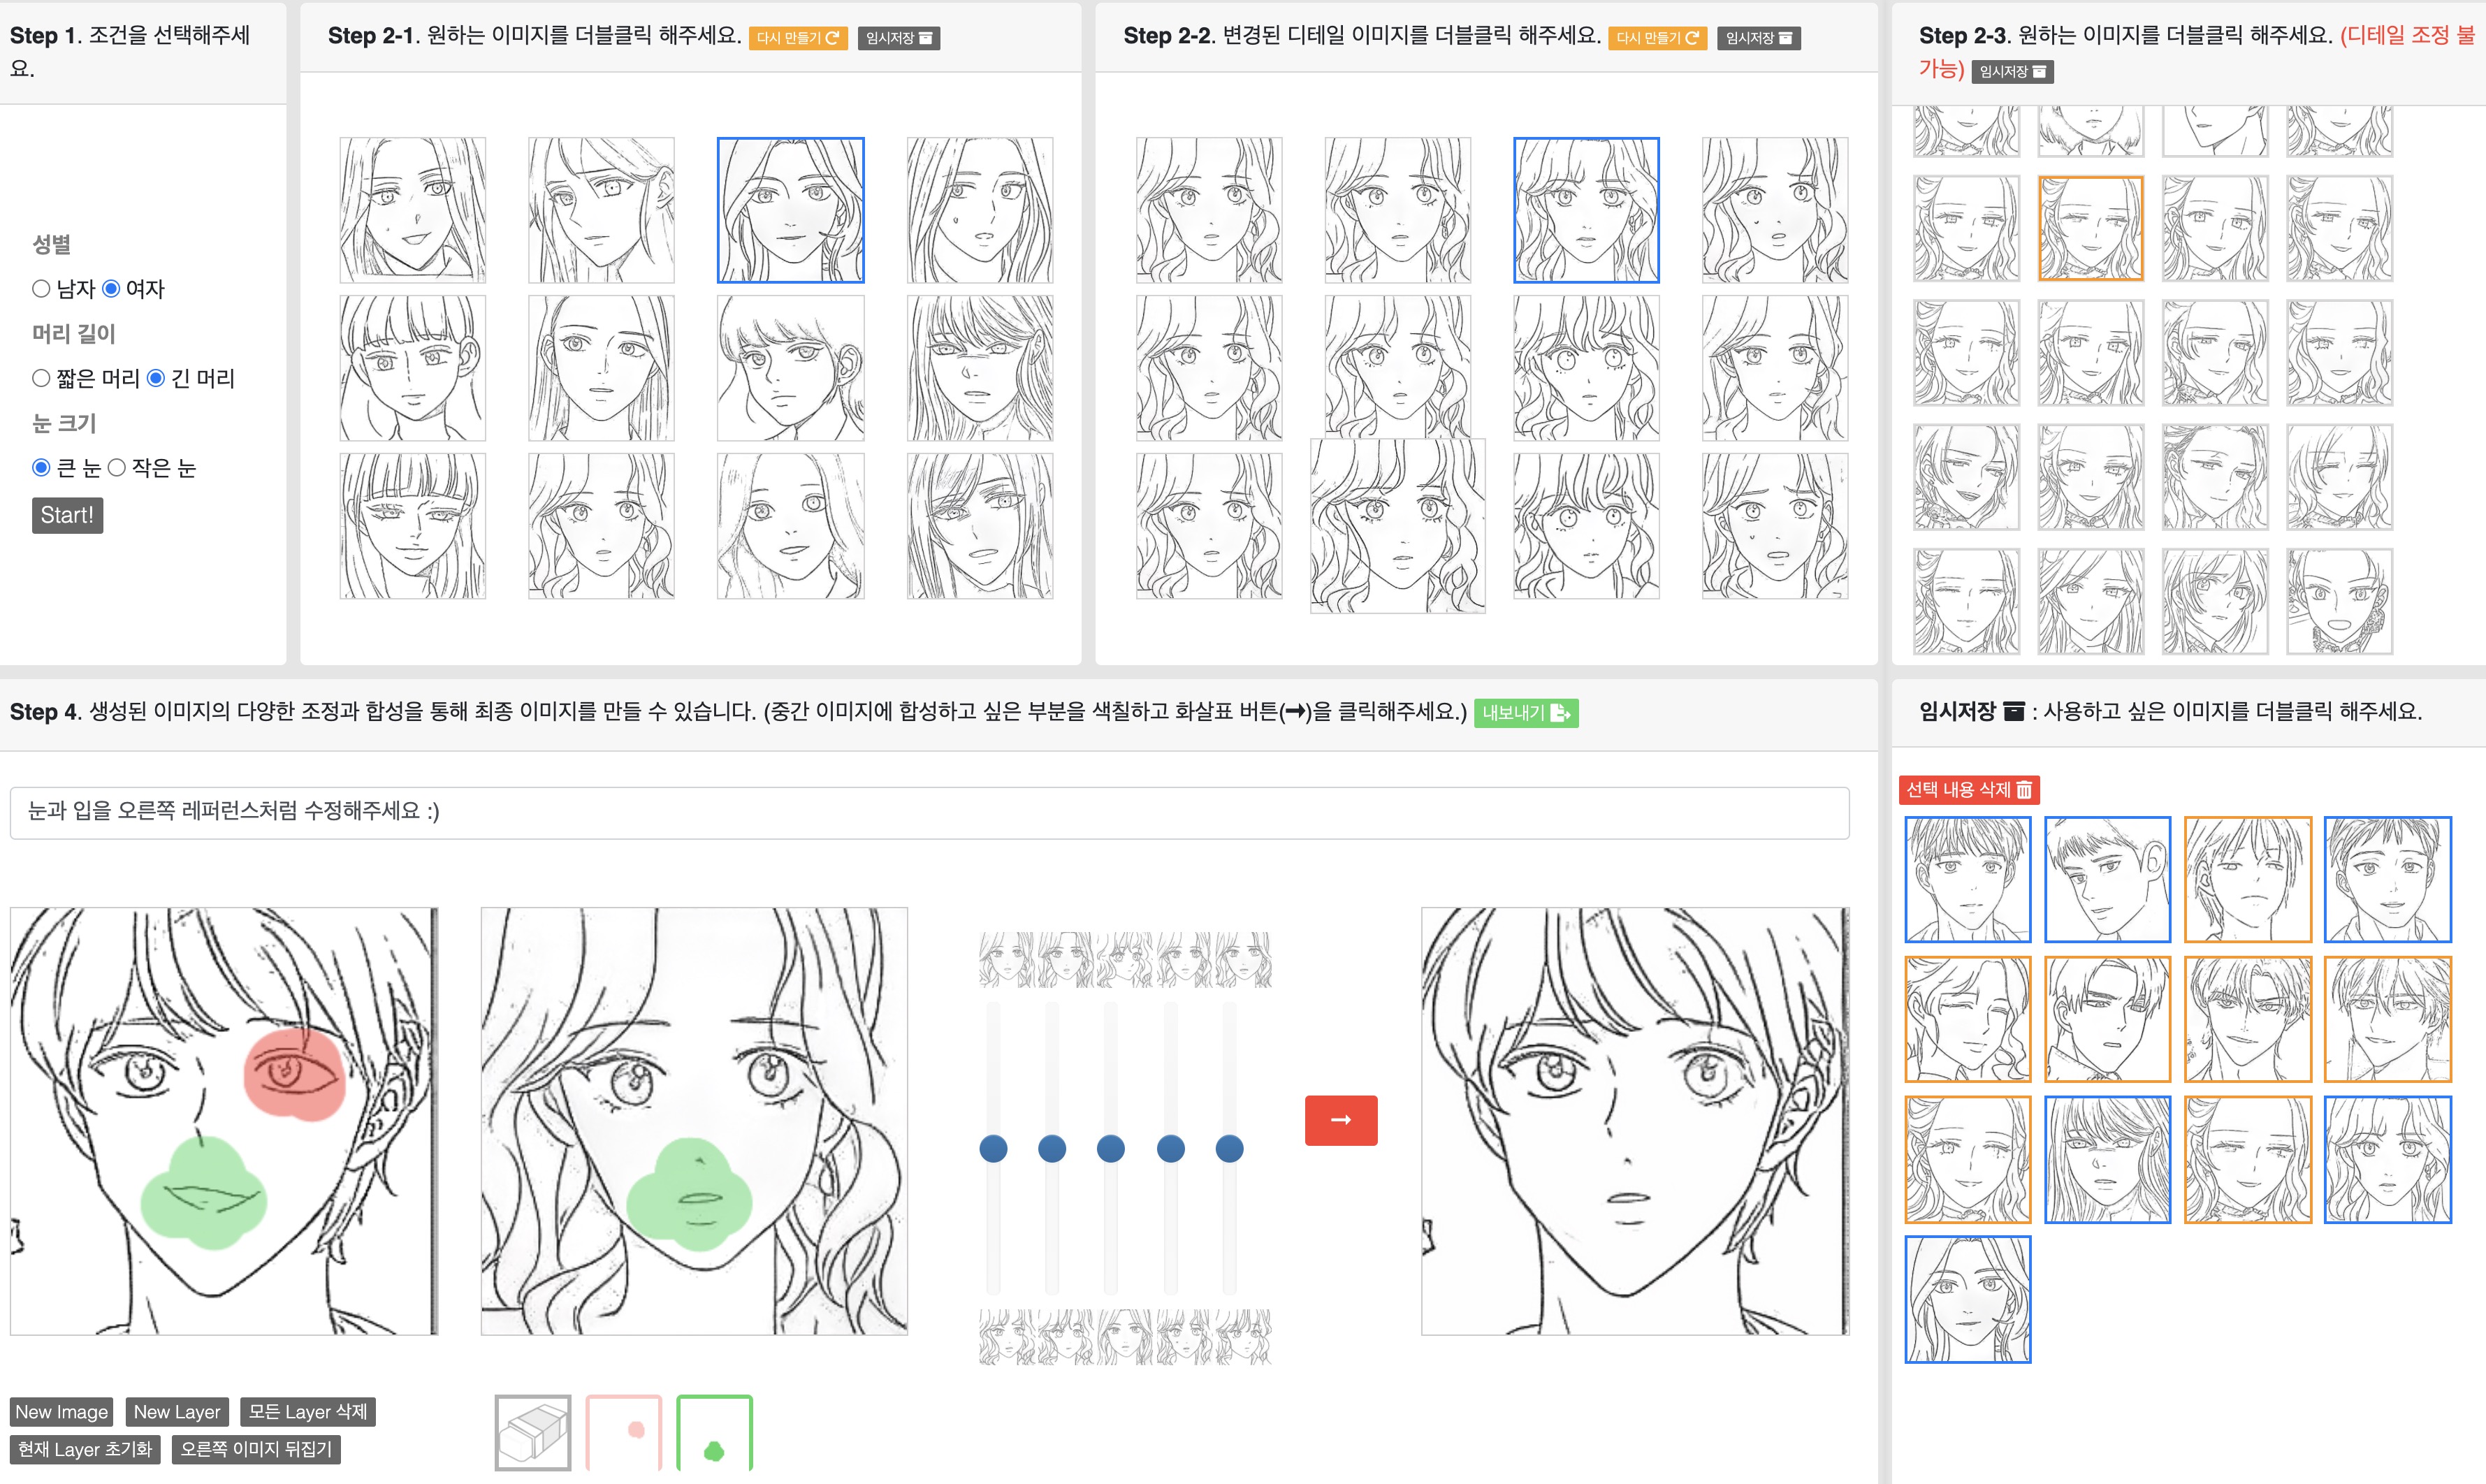 Step 1. 조건을 선택해주세
요.
성별
남자 여자
머리 길이
짧은 머리 긴 머리
눈 크기
큰 눈 작은 눈
Start!
Step 2-1. 원하는 이미지를 더블클릭 해주세요. 다시 만들기 임시저장
Step 2-2. 변경된 디테일 이미지를 더블클릭 해주세요. 다시 만들기 임시저장
Step 2-3. 원하는 이미지를 더블클릭 해주세요. (디테일 조정 불
가능) 임시저장
Step 4. 생성된 이미지의 다양한 조정과 합성을 통해 최종 이미지를 만들 수 있습니다. (중간 이미지에 합성하고 싶은 부분을 색칠하고 화살표 버튼(➞)을 클릭해주세요.) 내보내기
눈과 입을 오른쪽 레퍼런스처럼 수정해주세요 :)
→
New Image New Layer 모든 Layer 삭제
현재 Layer 초기화 오른쪽 이미지 뒤집기
임시저장 : 사용하고 싶은 이미지를 더블클릭 해주세요.
선택 내용 삭제